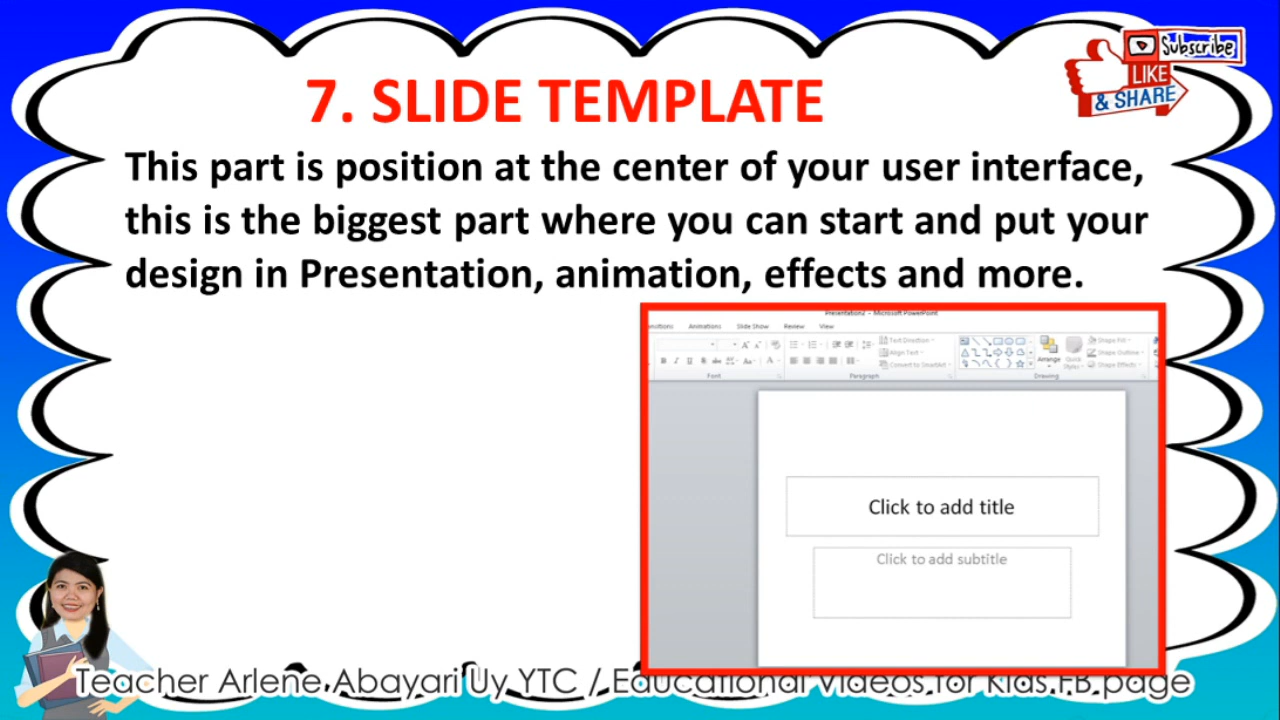 7. SLIDE TEMPLATE
Subscribe
LIKE
& SHARE
This part is position at the center of your user interface,
this is the biggest part where you can start and put your
design in Presentation, animation, effects and more.
Presentation2 - Microsoft PowerPoint
Animations Slide Show Review View
Text Direction
Align Text
Convert to SmartArt
Arrange Quick Styles
Shape Fill
Shape Outline
Shape Effects
Font Paragraph Drawing
Click to add title
Click to add subtitle
Teacher Arlene Abayari Uy YTC / Educational Videos for Kids FB page